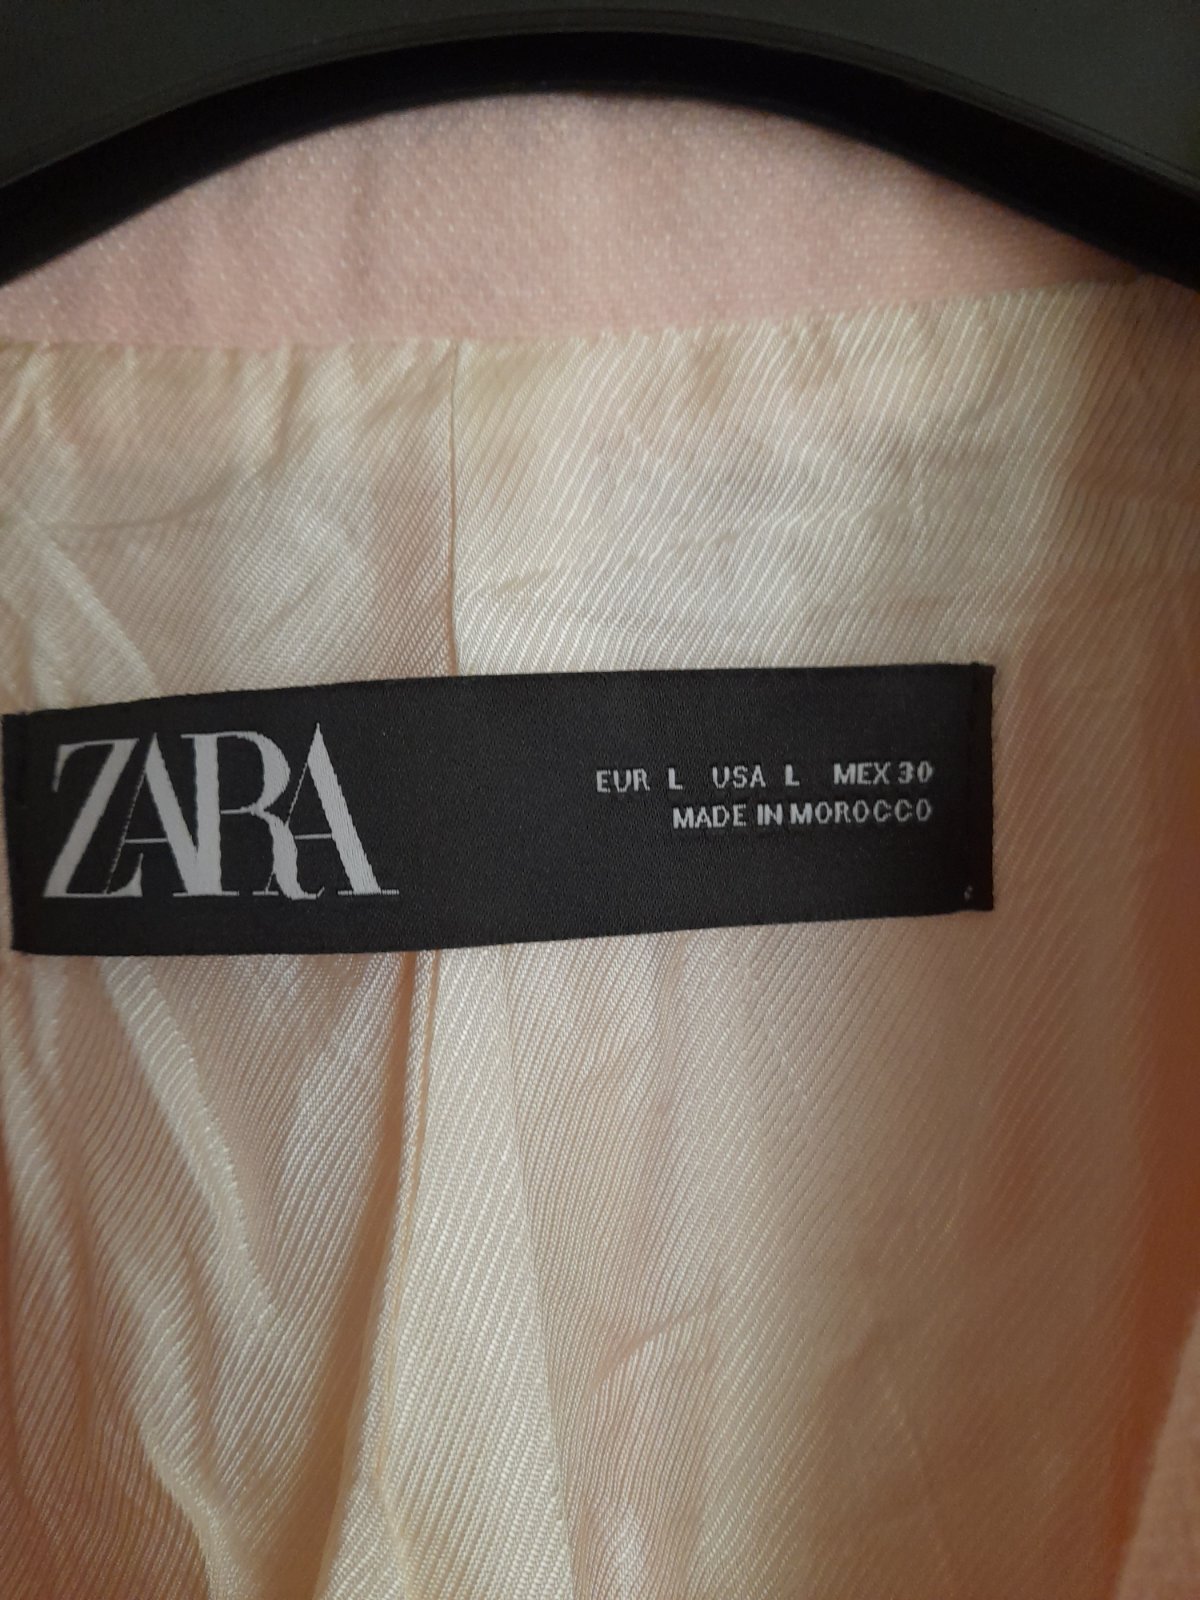 ZARA
EUR L USA L MEX 30
MADE IN MOROCCO